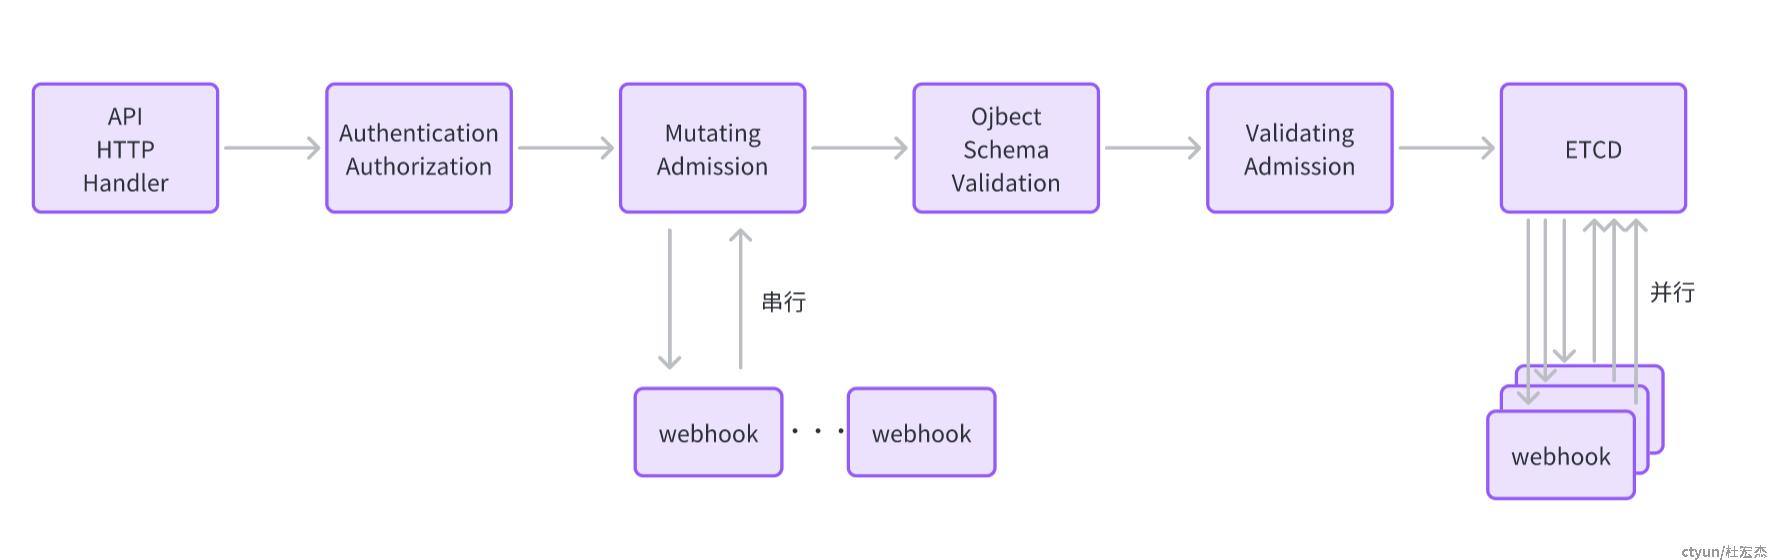 API
HTTP
Handler
Authentication
Authorization
Mutating
Admission
Ojbect
Schema
Validation
Validating
Admission
ETCD
串行
并行
webhook
· · ·
webhook
webhook
ctyun/杜宏杰